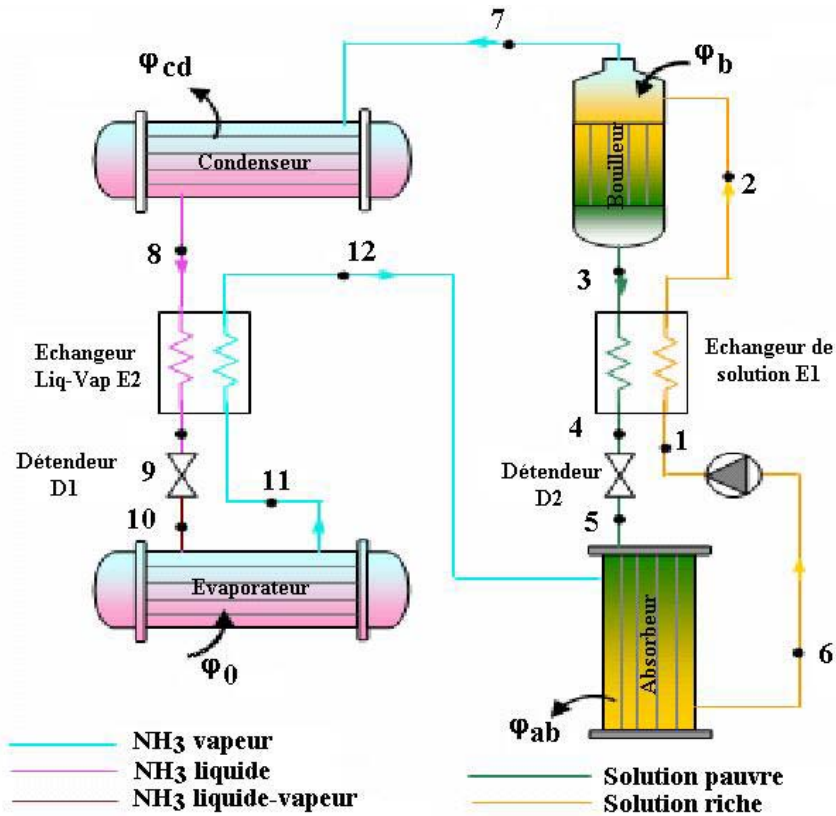 7
φcd
φb
Condenseur
Bouilleur
2
8
12
3
Echangeur
Liq-Vap E2
Echangeur de
solution E1
4
1
Détendeur
D1
9
11
Détendeur
D2
10
5
Evaporateur
Absorbeur
6
φ0
φab
NH3 vapeur
NH3 liquide
NH3 liquide-vapeur
Solution pauvre
Solution riche